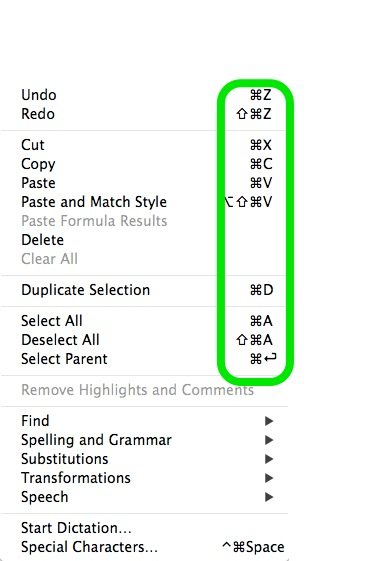 Undo ⌘Z
Redo ⇧⌘Z
Cut ⌘X
Copy ⌘C
Paste ⌘V
Paste and Match Style ⌥⇧⌘V
Paste Formula Results
Delete
Clear All
Duplicate Selection ⌘D
Select All ⌘A
Deselect All ⇧⌘A
Select Parent ⌘↩
Remove Highlights and Comments
Find ▶
Spelling and Grammar ▶
Substitutions ▶
Transformations ▶
Speech ▶
Start Dictation...
Special Characters... ^⌘Space